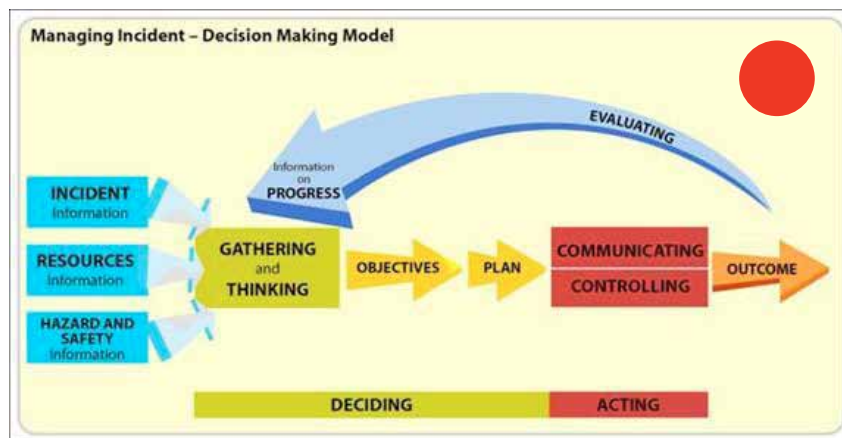 Managing Incident – Decision Making Model
EVALUATING
Information
on
PROGRESS
INCIDENT
Information
RESOURCES
Information
HAZARD AND
SAFETY
Information
GATHERING
and
THINKING
OBJECTIVES
PLAN
COMMUNICATING
CONTROLLING
OUTCOME
DECIDING
ACTING